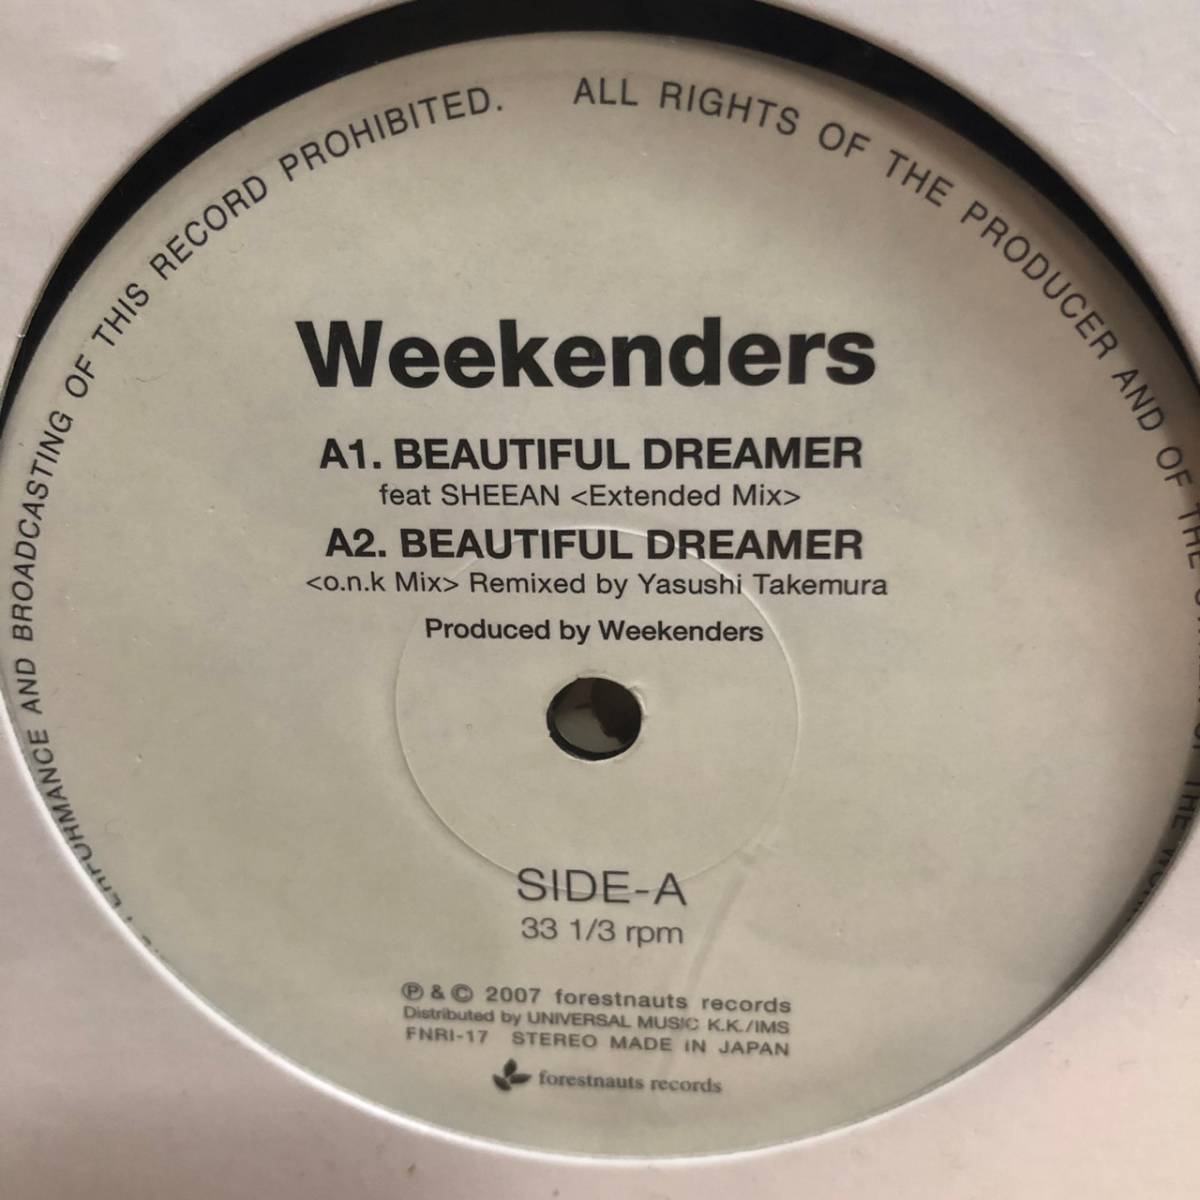 PERFORMANCE AND BROADCASTING OF THIS RECORD PROHIBITED. ALL RIGHTS OF THE PRODUCER AND OF THE
Weekenders
A1. BEAUTIFUL DREAMER
feat SHEEAN <Extended Mix>
A2. BEAUTIFUL DREAMER
<o.n.k Mix> Remixed by Yasushi Takemura
Produced by Weekenders
SIDE-A
33 1/3 rpm
℗ & © 2007 forestnauts records
Distributed by UNIVERSAL MUSIC K.K./IMS
FNRI-17 STEREO MADE IN JAPAN
forestnauts records